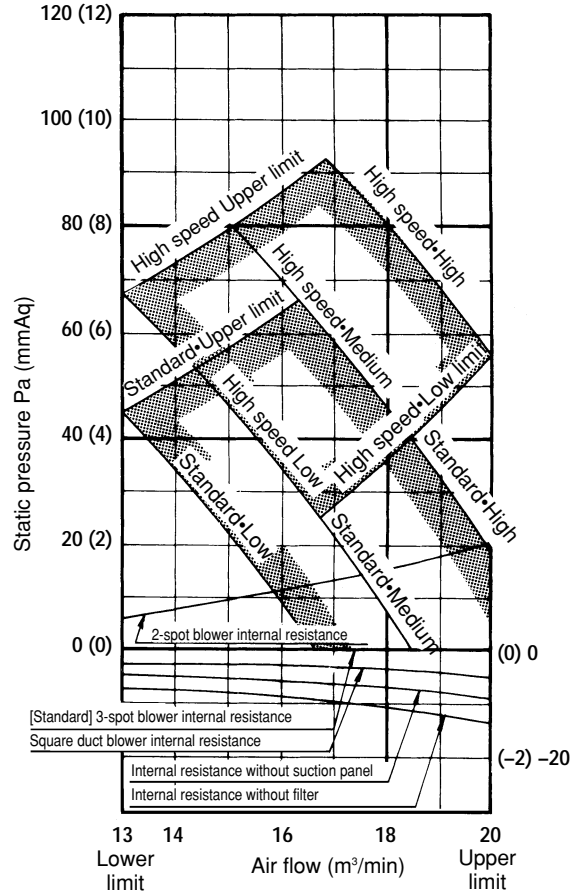 120 (12)
100 (10)
80 (8)
60 (6)
40 (4)
20 (2)
0 (0)
Static pressure Pa (mmAq)
High speed Upper limit
High speed•High
High speed•Medium
Standard•Upper limit
High speed Low
High speed•Low limit
Standard•High
Standard•Low
Standard•Medium
2-spot blower internal resistance
(0) 0
[Standard] 3-spot blower internal resistance
Square duct blower internal resistance
Internal resistance without suction panel
(–2) –20
Internal resistance without filter
13 14 16 18 20
Lower limit
Air flow (m³/min)
Upper limit